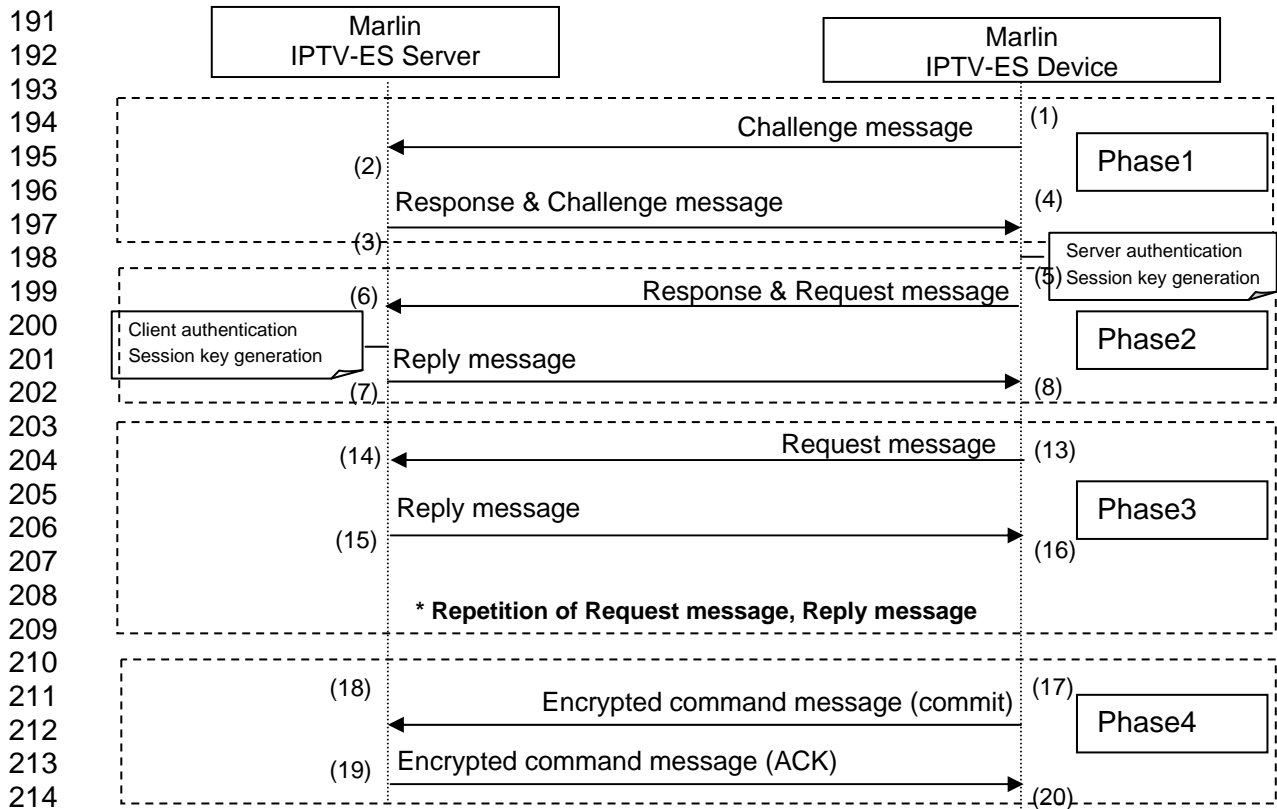 191
192
193
194
195
196
197
198
199
200
201
202
203
204
205
206
207
208
209
210
211
212
213
214
Marlin
IPTV-ES Server
Marlin
IPTV-ES Device
(1)
Challenge message
(2)
Phase1
Response & Challenge message
(4)
(3)
Server authentication
Session key generation
(5)
(6)
Response & Request message
Client authentication
Session key generation
Phase2
Reply message
(7)
(8)
Request message
(13)
(14)
Phase3
Reply message
(15)
(16)
* Repetition of Request message, Reply message
(18)
(17)
Encrypted command message (commit)
Phase4
Encrypted command message (ACK)
(19)
(20)